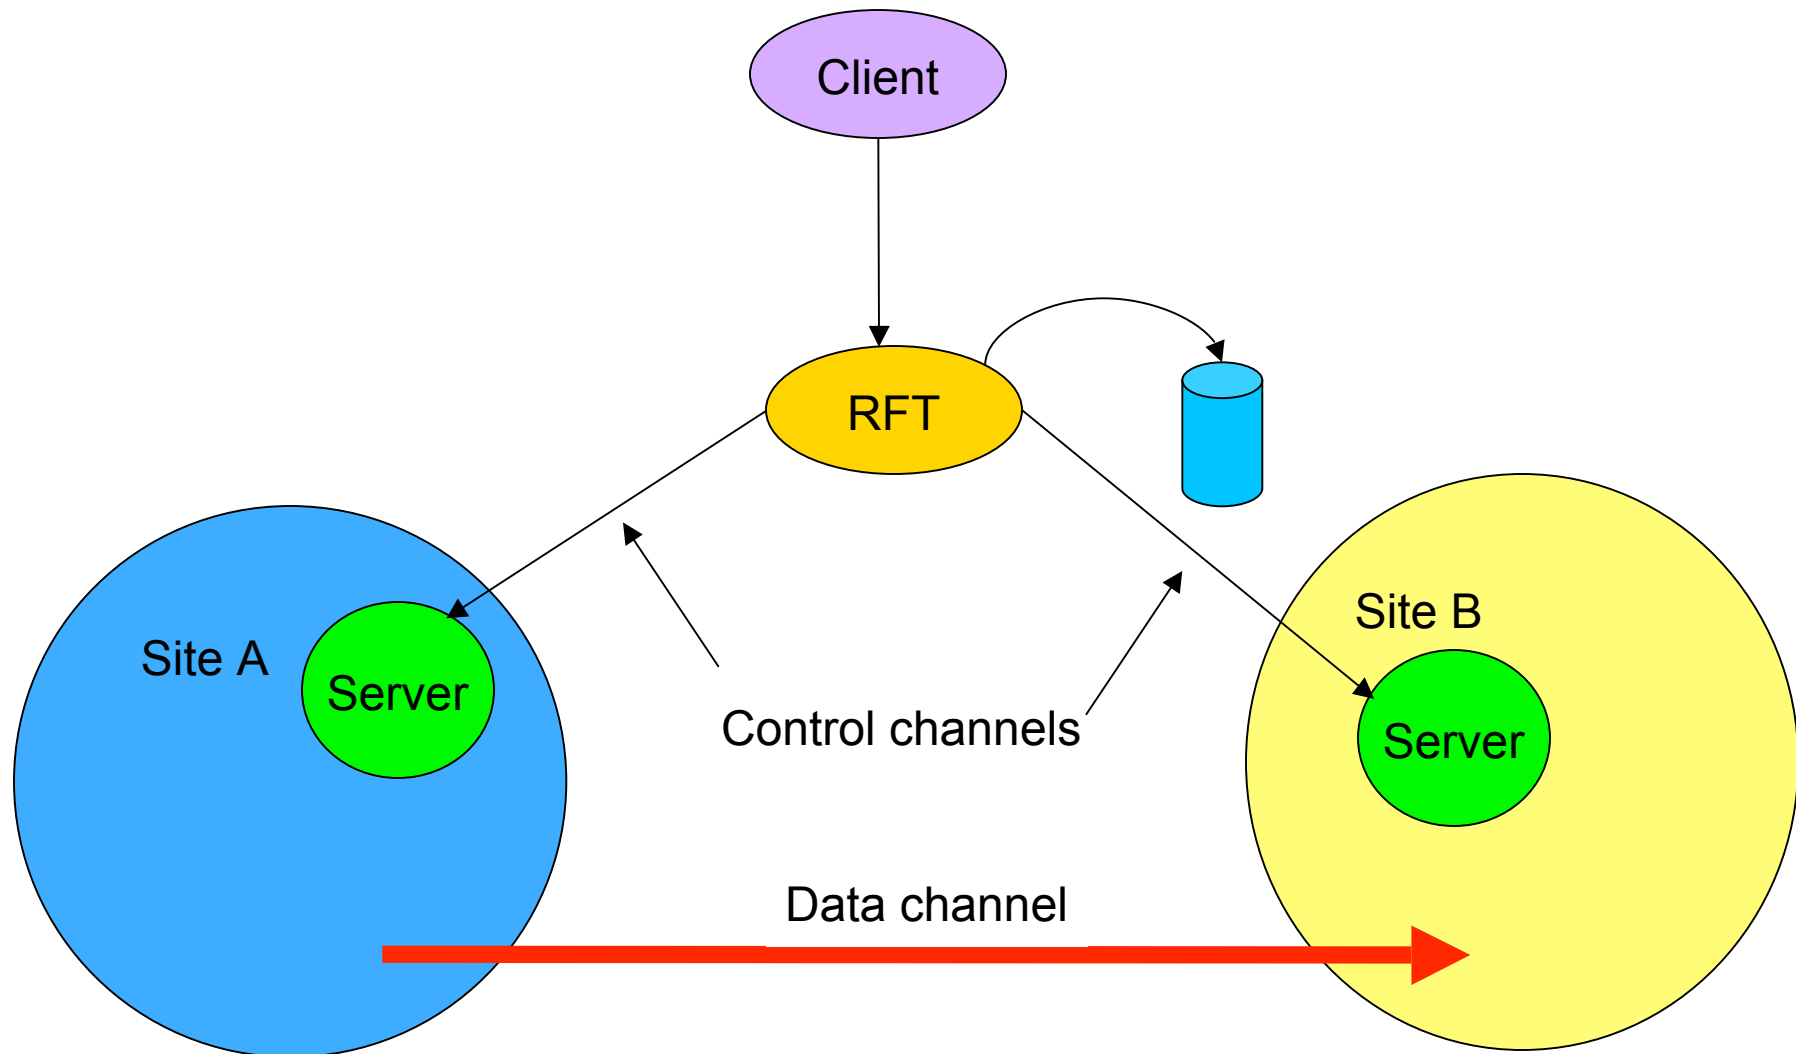 Client
RFT
Site A
Server
Site B
Server
Control channels
Data channel